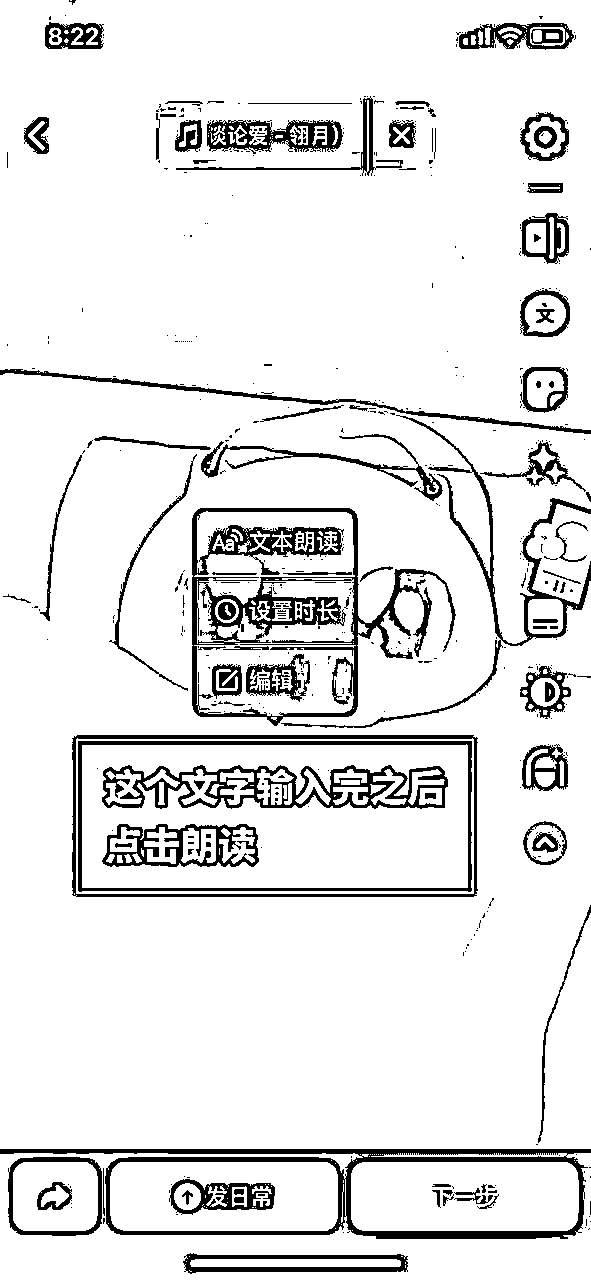 8:22
谈论爱 - 翎月）
文
Aa 文本朗读
设置时长
编辑
这个文字输入完之后
点击朗读
发日常
下一步